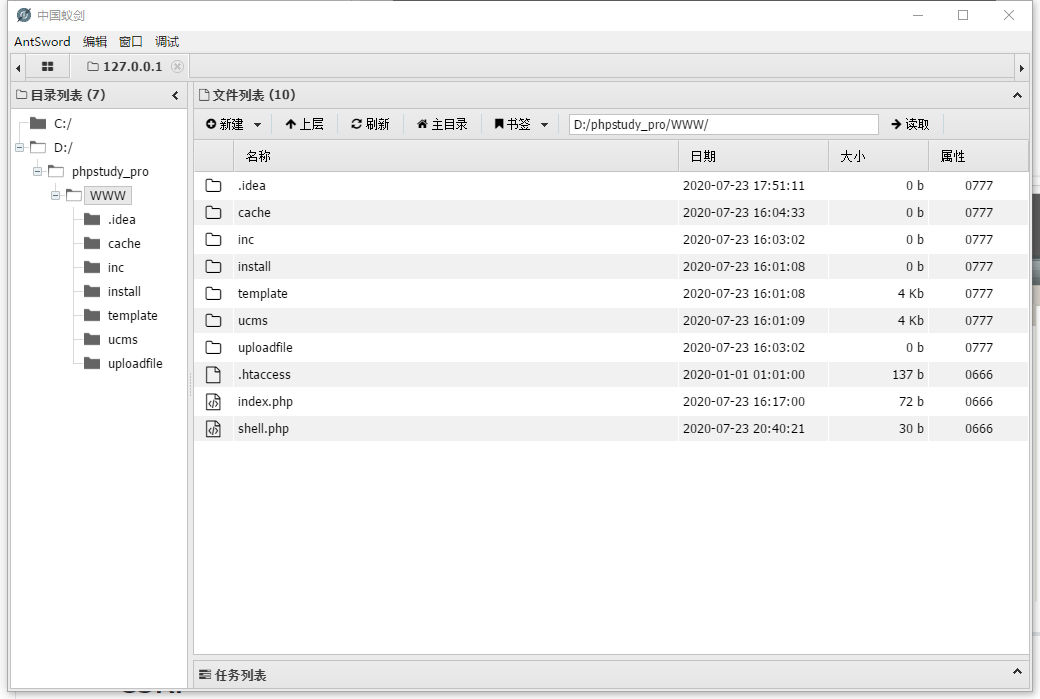 中国蚁剑
AntSword 编辑 窗口 调试
127.0.0.1
目录列表 (7)
C:/
D:/
phpstudy_pro
WWW
.idea
cache
inc
install
template
ucms
uploadfile
文件列表 (10)
新建 上层 刷新 主目录 书签 D:/phpstudy_pro/WWW/ 读取
名称 日期 大小 属性
.idea 2020-07-23 17:51:11 0 b 0777
cache 2020-07-23 16:04:33 0 b 0777
inc 2020-07-23 16:03:02 0 b 0777
install 2020-07-23 16:01:08 0 b 0777
template 2020-07-23 16:01:08 4 Kb 0777
ucms 2020-07-23 16:01:09 4 Kb 0777
uploadfile 2020-07-23 16:03:02 0 b 0777
.htaccess 2020-01-01 01:01:00 137 b 0666
index.php 2020-07-23 16:17:00 72 b 0666
shell.php 2020-07-23 20:40:21 30 b 0666
任务列表